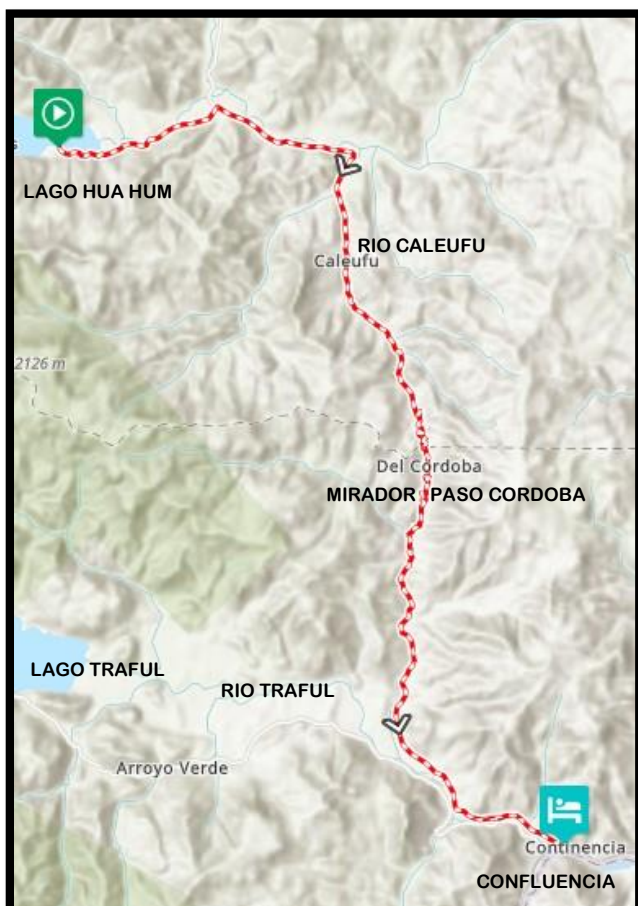 LAGO HUA HUM
RIO CALEUFU
Caleufu
2126 m
Del Córdoba
MIRADOR PASO CORDOBA
LAGO TRAFUL
RIO TRAFUL
Arroyo Verde
Continencia
CONFLUENCIA